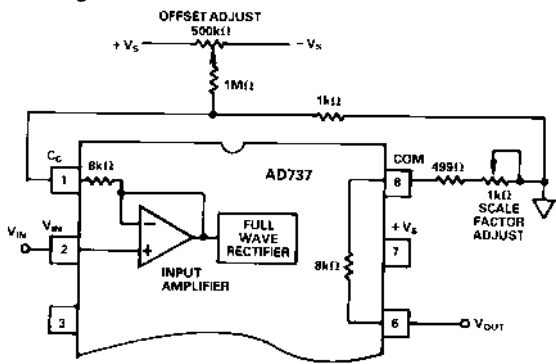 OFFSET ADJUST
500kΩ
+ Vs
− Vs
1MΩ
1kΩ
Cc
8kΩ
AD737
COM
499Ω
1
8
1kΩ
SCALE
FACTOR
ADJUST
VIN
VIN
2
−
+
FULL
WAVE
RECTIFIER
+ Vs
7
8kΩ
INPUT
AMPLIFIER
3
6
VOUT